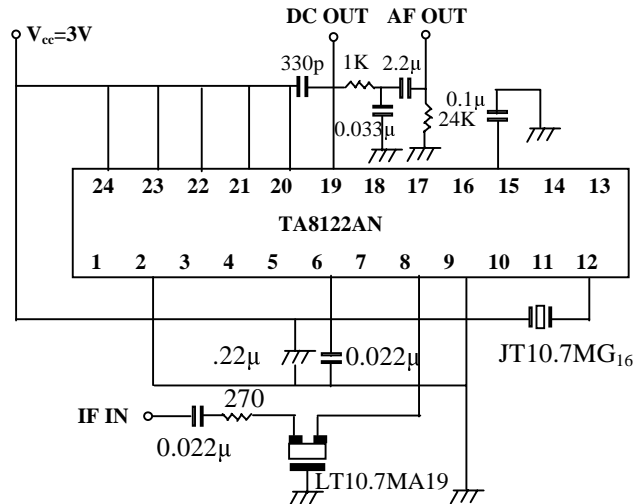 DC OUT AF OUT
V_cc=3V
330p 1K 2.2μ 0.1μ
0.033μ 24K
24 23 22 21 20 19 18 17 16 15 14 13
TA8122AN
1 2 3 4 5 6 7 8 9 10 11 12
.22μ 0.022μ JT10.7MG₁₆
270
IF IN
0.022μ
LT10.7MA19